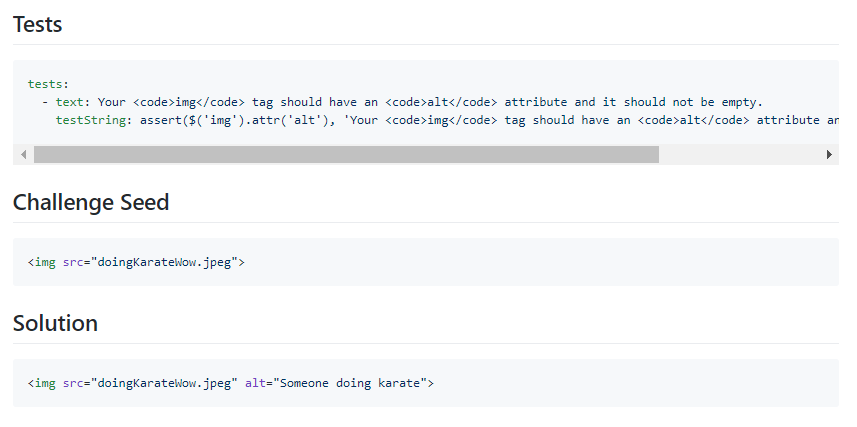 Tests
tests:
- text: Your <code>img</code> tag should have an <code>alt</code> attribute and it should not be empty.
testString: assert($('img').attr('alt'), 'Your <code>img</code> tag should have an <code>alt</code> attribute an
Challenge Seed
<img src="doingKarateWow.jpeg">
Solution
<img src="doingKarateWow.jpeg" alt="Someone doing karate">